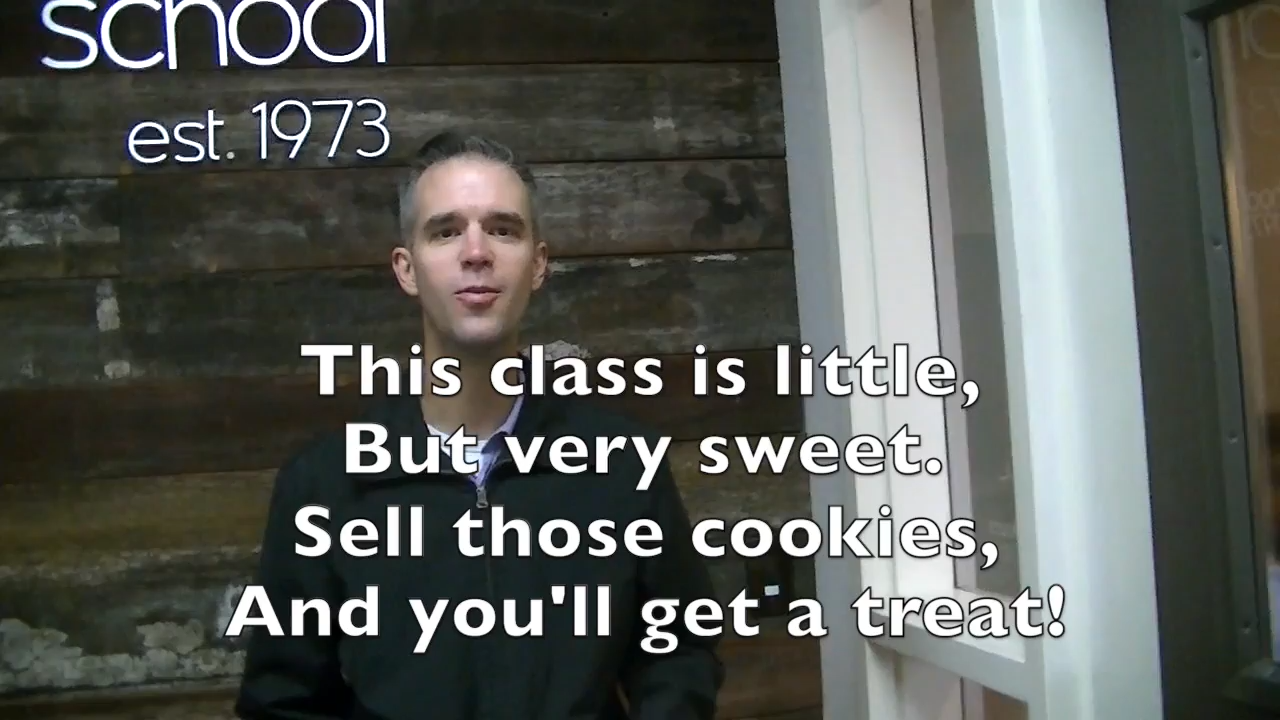 school
est. 1973
This class is little,
But very sweet.
Sell those cookies,
And you'll get a treat!